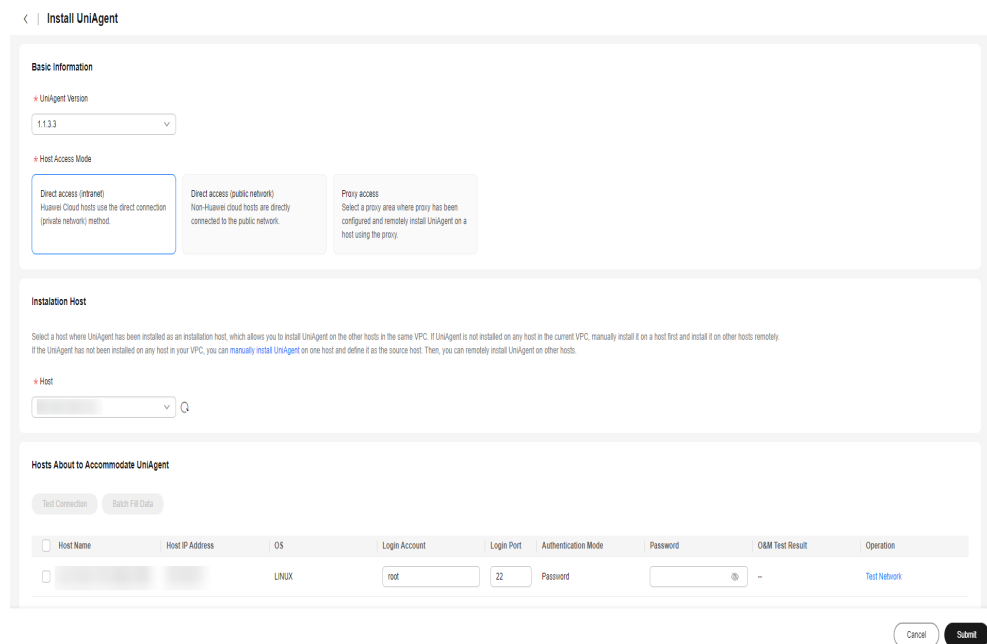 Install UniAgent
Basic Information
* UniAgent Version
1.1.3.3
* Host Access Mode
Direct access (intranet)
Huawei Cloud hosts use the direct connection
(private network) method.
Direct access (public network)
Non-Huawei cloud hosts are directly
connected to the public network.
Proxy access
Select a proxy area where proxy has been
configured and remotely install UniAgent on a
host using the proxy.
Instalation Host
Select a host where UniAgent has been installed as an installation host, which allows you to install UniAgent on the other hosts in the same VPC. If UniAgent is not installed on any host in the current VPC, manually install it on a host first and install it on other hosts remotely.
If the UniAgent has not been installed on any host in your VPC, you can manually install UniAgent on one host and define it as the source host. Then, you can remotely install UniAgent on other hosts.
* Host
Hosts About to Accommodate UniAgent
Test Connection Batch Fill Data
Host Name Host IP Address OS Login Account Login Port Authentication Mode Password O&M Test Result Operation
LINUX root 22 Password -- Test Network
Cancel Submit